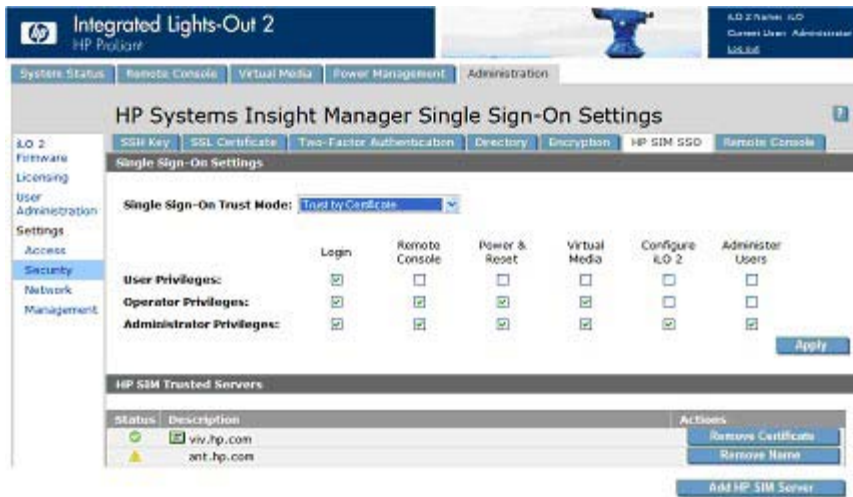 hp
Integrated Lights-Out 2
HP ProLiant
iLO 2 Name: iLO
Current User: Administrator
Log out
System Status Remote Console Virtual Media Power Management Administration
HP Systems Insight Manager Single Sign-On Settings
?
SSH Key SSL Certificate Two-Factor Authentication Directory Encryption HP SIM SSO Remote Console
iLO 2
Firmware
Licensing
User
Administration
Settings
Access
Security
Network
Management
Single Sign-On Settings
Single Sign-On Trust Mode: Trust by Certificate
Login Remote Console Power & Reset Virtual Media Configure iLO 2 Administer Users
User Privileges:
Operator Privileges:
Administrator Privileges:
Apply
HP SIM Trusted Servers
Status Description Actions
viv.hp.com Remove Certificate
ant.hp.com Remove Name
Add HP SIM Server